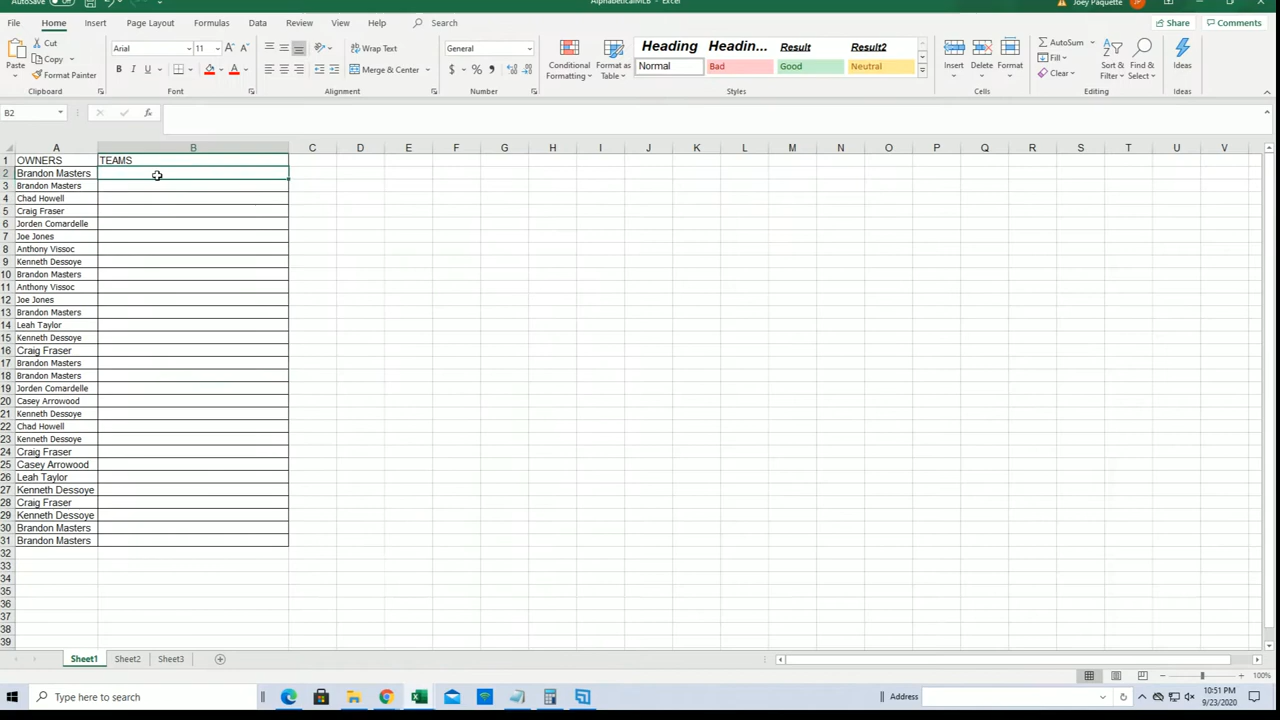 AutoSave Off AlphabeticalMLB - Excel Joey Paquette JP
File Home Insert Page Layout Formulas Data Review View Help Search Share Comments
Paste Cut Copy Format Painter Clipboard
Arial 11 B I U A Font
Wrap Text Merge & Center Alignment
General $ % Number
Conditional Formatting Format as Table
Heading Headin... Result Result2
Normal Bad Good Neutral
Styles
Insert Delete Format Cells
AutoSum Fill Clear Sort & Filter Find & Select Editing
Ideas Ideas
B2 fx
A B C D E F G H I J K L M N O P Q R S T U V
1 OWNERS TEAMS
2 Brandon Masters
3 Brandon Masters
4 Chad Howell
5 Craig Fraser
6 Jorden Comardelle
7 Joe Jones
8 Anthony Vissoc
9 Kenneth Dessoye
10 Brandon Masters
11 Anthony Vissoc
12 Joe Jones
13 Brandon Masters
14 Leah Taylor
15 Kenneth Dessoye
16 Craig Fraser
17 Brandon Masters
18 Brandon Masters
19 Jorden Comardelle
20 Casey Arrowood
21 Kenneth Dessoye
22 Chad Howell
23 Kenneth Dessoye
24 Craig Fraser
25 Casey Arrowood
26 Leah Taylor
27 Kenneth Dessoye
28 Craig Fraser
29 Kenneth Dessoye
30 Brandon Masters
31 Brandon Masters
32
33
34
35
36
37
38
39
Sheet1 Sheet2 Sheet3
100%
Type here to search Address 10:51 PM
9/23/2020